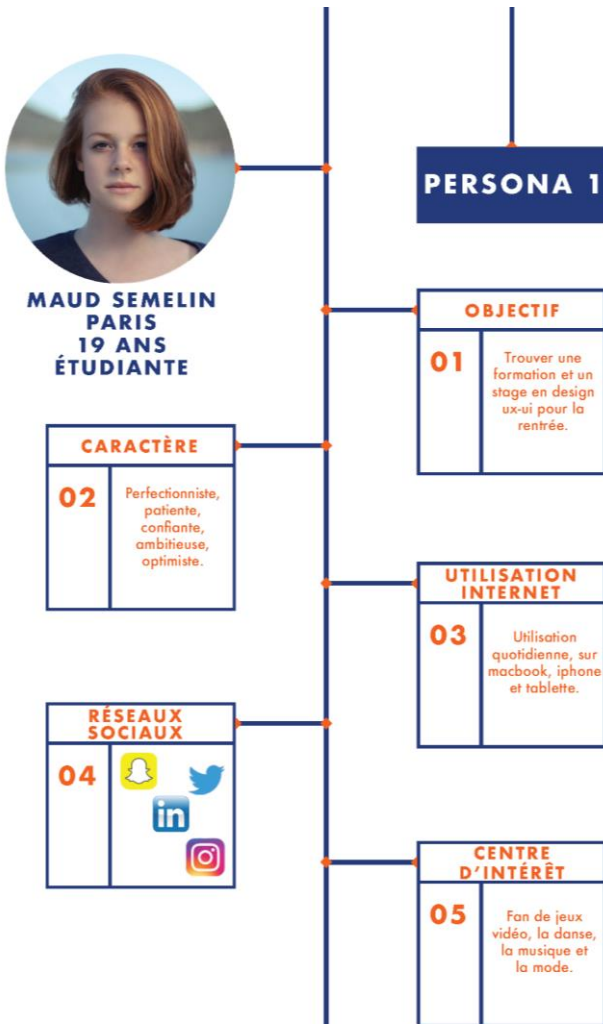 PERSONA 1
MAUD SEMELIN
PARIS
19 ANS
ÉTUDIANTE
OBJECTIF
01
Trouver une
formation et un
stage en design
ux-ui pour la
rentrée.
CARACTÈRE
02
Perfectionniste,
patiente,
confiante,
ambitieuse,
optimiste.
UTILISATION
INTERNET
03
Utilisation
quotidienne, sur
macbook, iphone
et tablette.
RÉSEAUX
SOCIAUX
04
in
CENTRE
D'INTÉRÊT
05
Fan de jeux
vidéo, la danse,
la musique et
la mode.